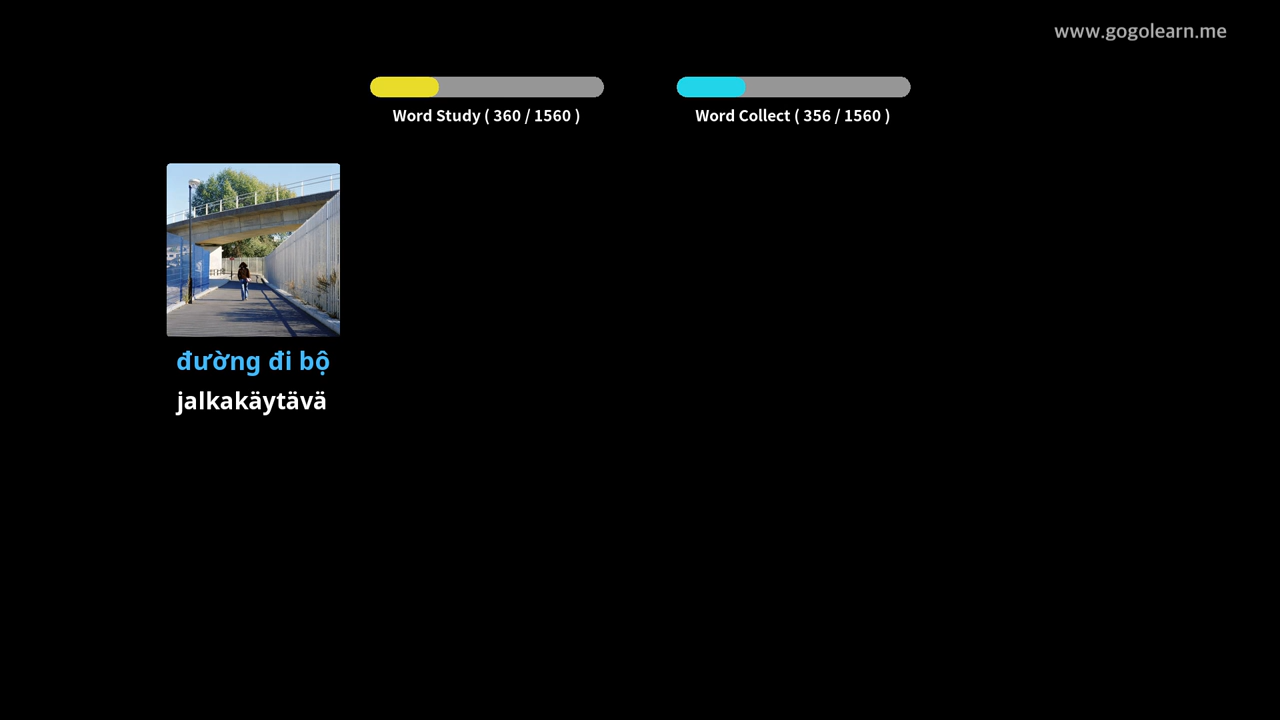 www.gogolearn.me
Word Study ( 360 / 1560 )
Word Collect ( 356 / 1560 )
đường đi bộ
jalkakäytävä